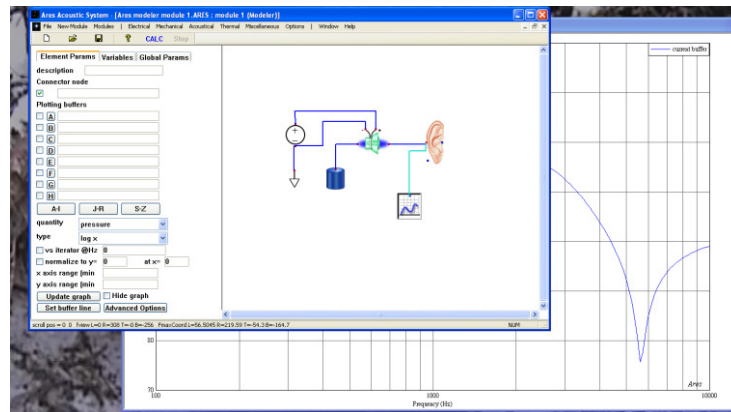 Ares Acoustic System - [Ares modeler module 1.ARES : module 1 (Modeler)]
File New Module Modules | Electrical Mechanical Acoustical Thermal Miscellaneous Options | Window Help
? CALC Stop
Element Params Variables Global Params
description
Connector node
Plotting buffers
A
B
C
D
E
F
G
H
A-I J-R S-Z
quantity pressure
type log x
vs iterator @Hz 0
normalize to y= 0 at x= 0
x axis range (min
y axis range (min
Update graph Hide graph
Set buffer line Advanced Options
NUM
current buffer
80
70
100 1000 10000
Frequency (Hz)
Ares